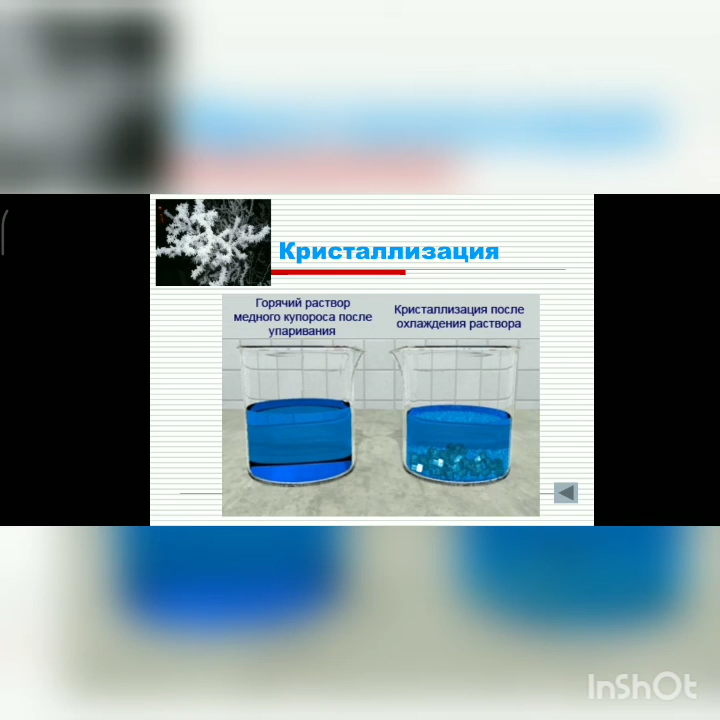 Кристаллизация
Горячий раствор
медного купороса после
упаривания
Кристаллизация после
охлаждения раствора
InShOt